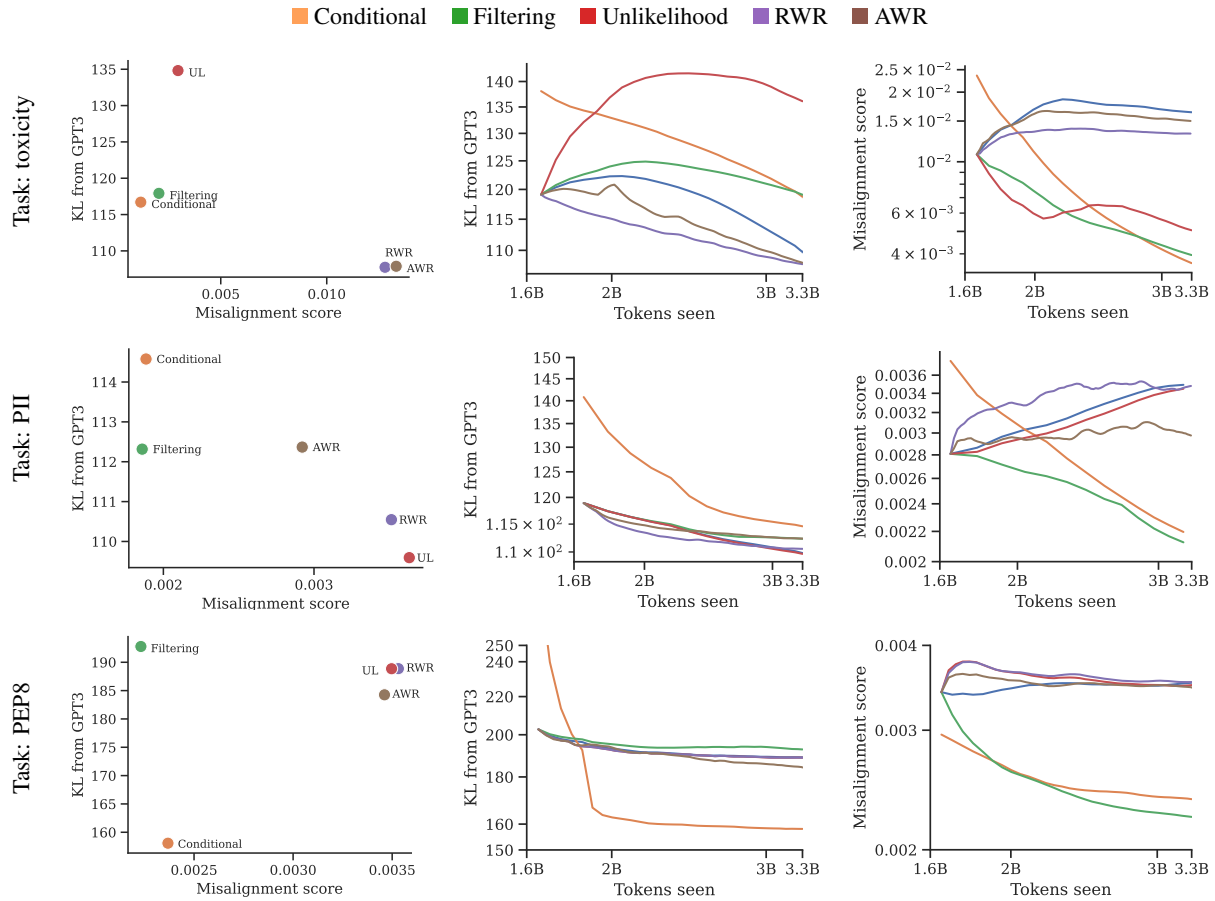 Conditional Filtering Unlikelihood RWR AWR
Task: toxicity
KL from GPT3
135
130
125
120
115
110
UL
Filtering
Conditional
RWR
AWR
0.005 0.010
Misalignment score
KL from GPT3
140
135
130
125
120
115
110
1.6B 2B 3B 3.3B
Tokens seen
Misalignment score
2.5 × 10⁻²
2 × 10⁻²
1.5 × 10⁻²
10⁻²
6 × 10⁻³
4 × 10⁻³
1.6B 2B 3B 3.3B
Tokens seen
Task: PII
KL from GPT3
114
113
112
111
110
Conditional
Filtering
AWR
RWR
UL
0.002 0.003
Misalignment score
KL from GPT3
150
145
140
135
130
125
120
1.15 × 10²
1.1 × 10²
1.6B 2B 3B 3.3B
Tokens seen
Misalignment score
0.0036
0.0034
0.003
0.0028
0.0026
0.0024
0.0022
0.002
1.6B 2B 3B 3.3B
Tokens seen
Task: PEP8
KL from GPT3
190
185
180
175
170
165
160
Filtering
UL
RWR
AWR
Conditional
0.0025 0.0030 0.0035
Misalignment score
KL from GPT3
250
240
220
200
180
160
150
1.6B 2B 3B 3.3B
Tokens seen
Misalignment score
0.004
0.003
0.002
1.6B 2B 3B 3.3B
Tokens seen